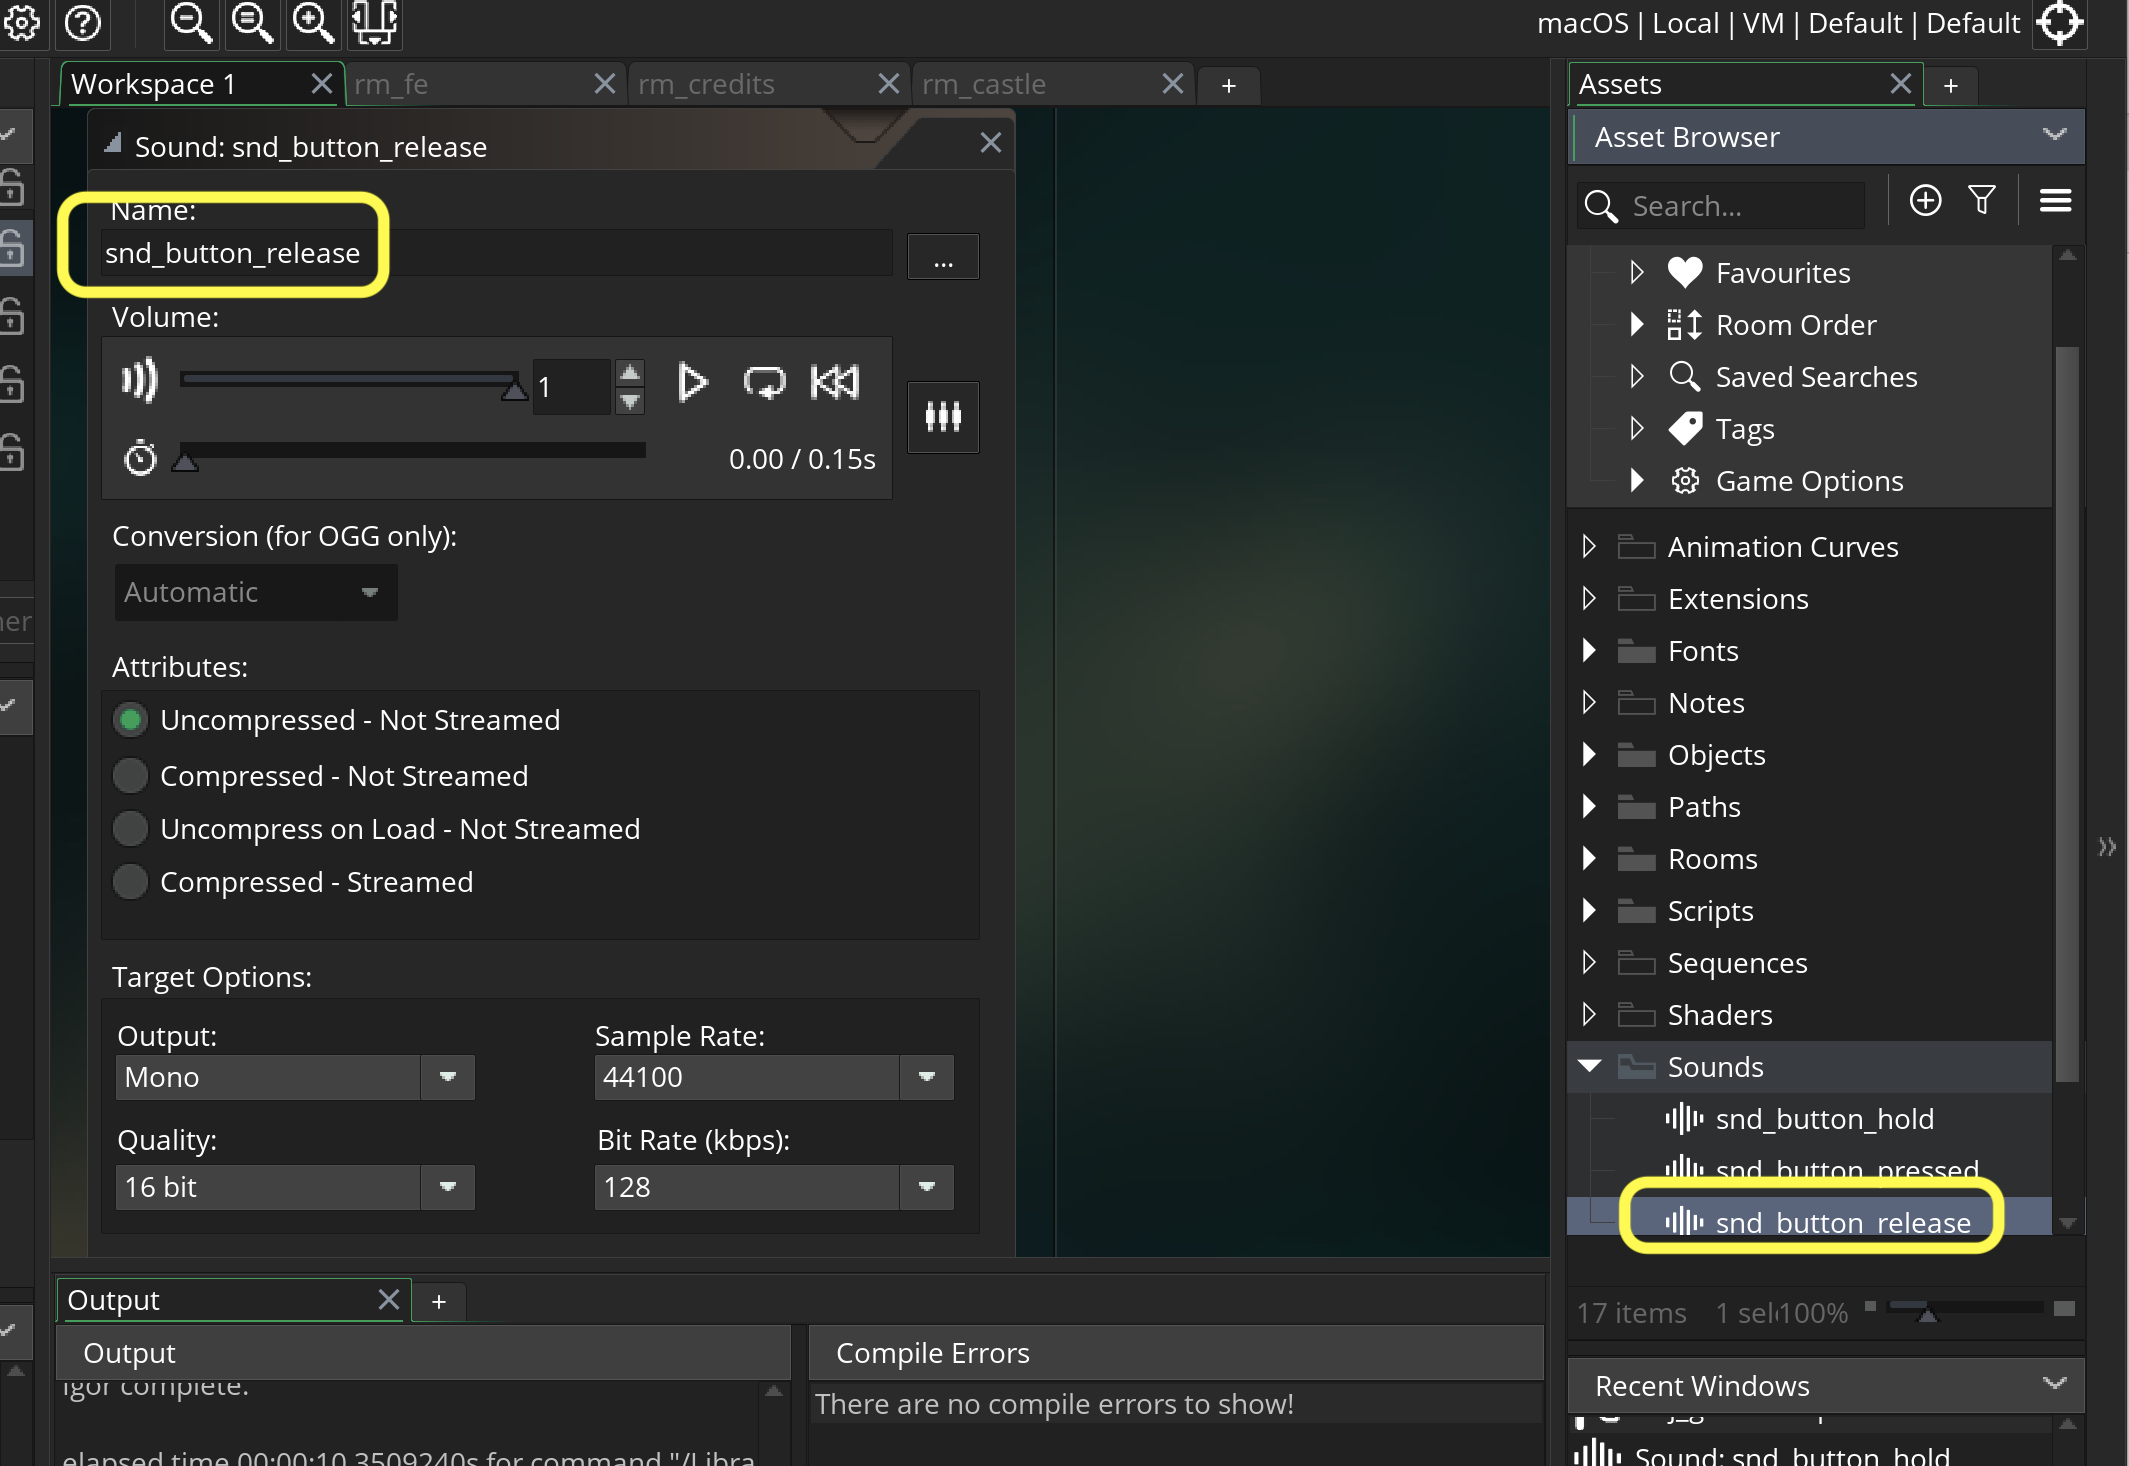 macOS | Local | VM | Default | Default
Workspace 1
rm_fe
rm_credits
rm_castle
+
Assets
+
Sound: snd_button_release
Asset Browser
Name:
snd_button_release
...
Search...
Volume:
1
0.00 / 0.15s
Favourites
Room Order
Saved Searches
Tags
Game Options
Conversion (for OGG only):
Automatic
Animation Curves
Extensions
Fonts
Notes
Objects
Paths
Rooms
Scripts
Sequences
Shaders
Sounds
snd_button_hold
snd_button_pressed
snd_button_release
Attributes:
Uncompressed - Not Streamed
Compressed - Not Streamed
Uncompress on Load - Not Streamed
Compressed - Streamed
Target Options:
Output:
Mono
Sample Rate:
44100
Quality:
16 bit
Bit Rate (kbps):
128
17 items 1 sel 100%
Output
+
Output
Igor complete.
elapsed time 00:00:10.3509240s for command "/Libra
Compile Errors
There are no compile errors to show!
Recent Windows
Sound: snd_button_hold